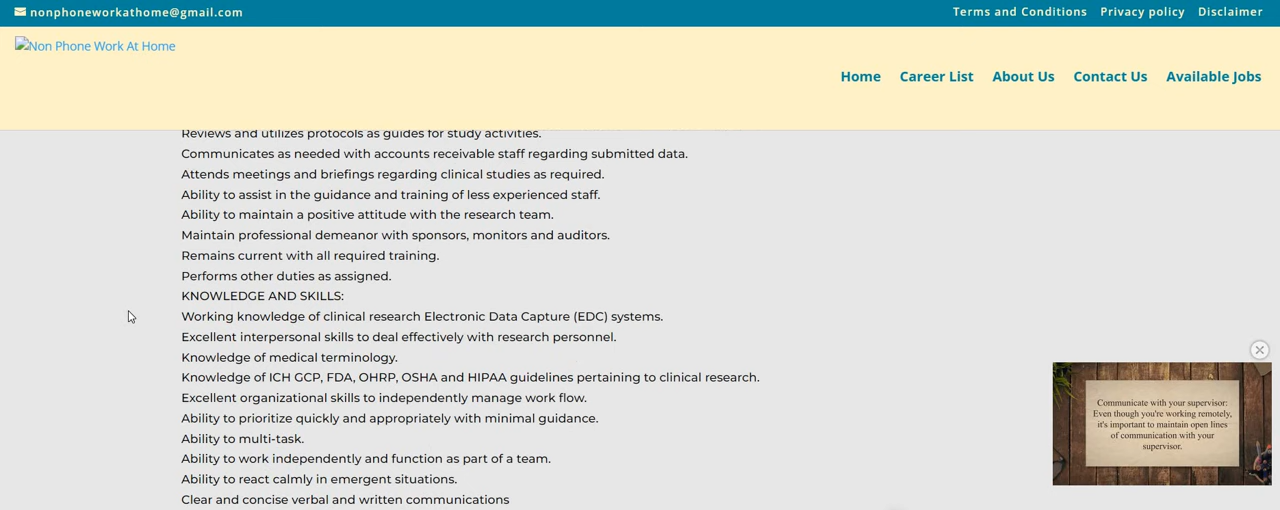 nonphoneworkathome@gmail.com
Terms and Conditions Privacy policy Disclaimer
Non Phone Work At Home
Home Career List About Us Contact Us Available Jobs
Reviews and utilizes protocols as guides for study activities.
Communicates as needed with accounts receivable staff regarding submitted data.
Attends meetings and briefings regarding clinical studies as required.
Ability to assist in the guidance and training of less experienced staff.
Ability to maintain a positive attitude with the research team.
Maintain professional demeanor with sponsors, monitors and auditors.
Remains current with all required training.
Performs other duties as assigned.
KNOWLEDGE AND SKILLS:
Working knowledge of clinical research Electronic Data Capture (EDC) systems.
Excellent interpersonal skills to deal effectively with research personnel.
Knowledge of medical terminology.
Knowledge of ICH GCP, FDA, OHRP, OSHA and HIPAA guidelines pertaining to clinical research.
Excellent organizational skills to independently manage work flow.
Ability to prioritize quickly and appropriately with minimal guidance.
Ability to multi-task.
Ability to work independently and function as part of a team.
Ability to react calmly in emergent situations.
Clear and concise verbal and written communications
Communicate with your supervisor:
Even though you're working remotely,
it's important to maintain open lines
of communication with your
supervisor.